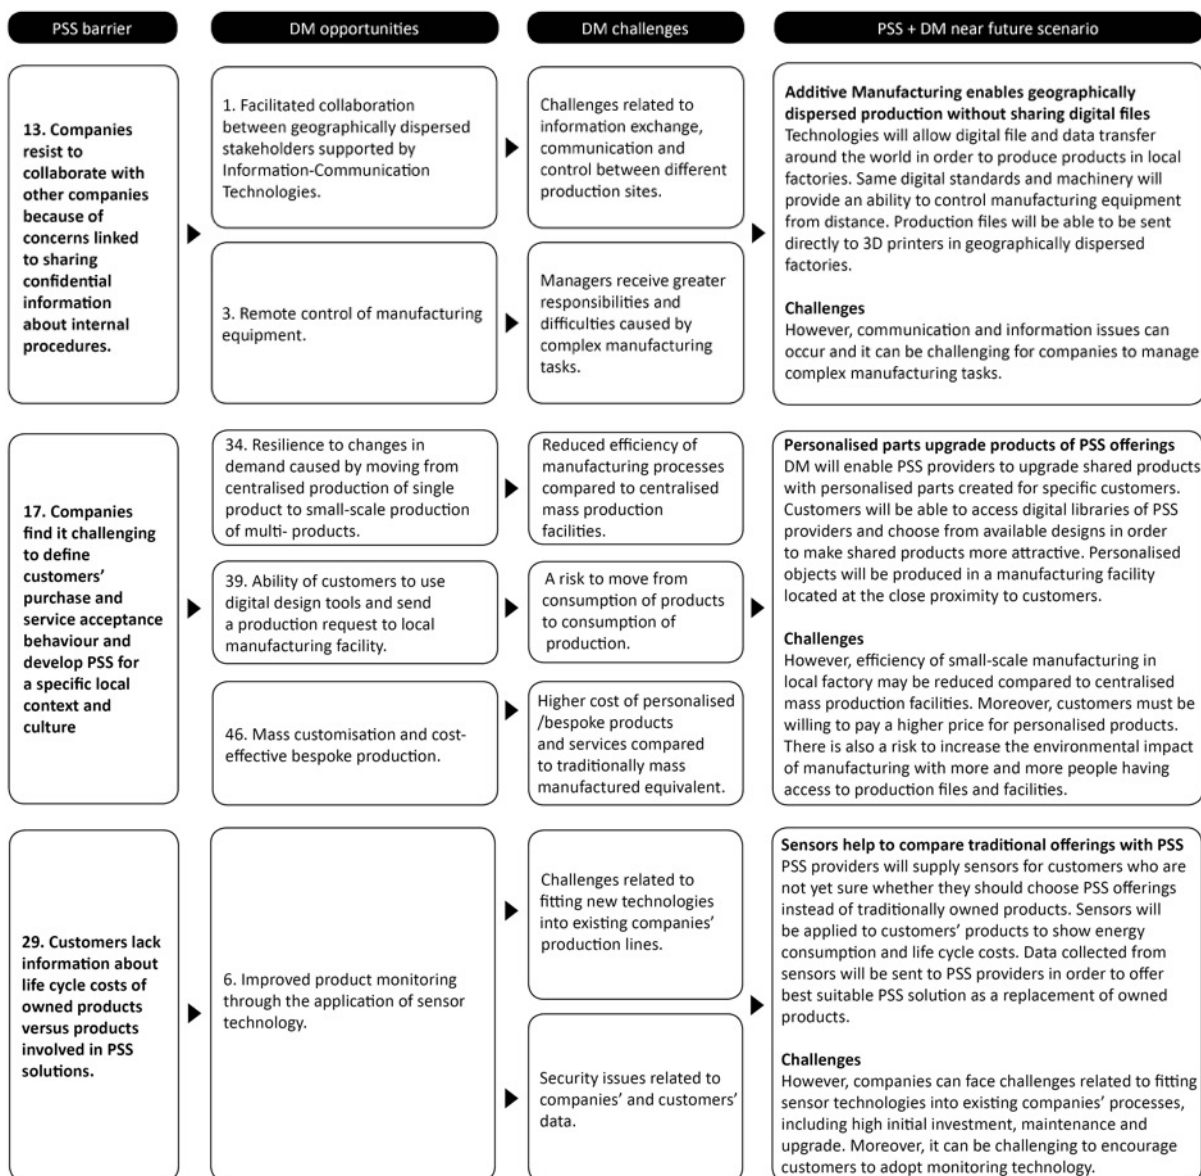 PSS barrier
DM opportunities
DM challenges
PSS + DM near future scenario
13. Companies
resist to
collaborate with
other companies
because of
concerns linked
to sharing
confidential
information
about internal
procedures.
1. Facilitated collaboration
between geographically dispersed
stakeholders supported by
Information-Communication
Technologies.
Challenges related to
information exchange,
communication and
control between different
production sites.
3. Remote control of manufacturing
equipment.
Managers receive greater
responsibilities and
difficulties caused by
complex manufacturing
tasks.
Additive Manufacturing enables geographically
dispersed production without sharing digital files
Technologies will allow digital file and data transfer
around the world in order to produce products in local
factories. Same digital standards and machinery will
provide an ability to control manufacturing equipment
from distance. Production files will be able to be sent
directly to 3D printers in geographically dispersed
factories.
Challenges
However, communication and information issues can
occur and it can be challenging for companies to manage
complex manufacturing tasks.
17. Companies
find it challenging
to define
customers’
purchase and
service acceptance
behaviour and
develop PSS for
a specific local
context and
culture
34. Resilience to changes in
demand caused by moving from
centralised production of single
product to small-scale production
of multi- products.
Reduced efficiency of
manufacturing processes
compared to centralised
mass production
facilities.
39. Ability of customers to use
digital design tools and send
a production request to local
manufacturing facility.
A risk to move from
consumption of products
to consumption of
production.
46. Mass customisation and cost-
effective bespoke production.
Higher cost of personalised
/bespoke products
and services compared
to traditionally mass
manufactured equivalent.
Personalised parts upgrade products of PSS offerings
DM will enable PSS providers to upgrade shared products
with personalised parts created for specific customers.
Customers will be able to access digital libraries of PSS
providers and choose from available designs in order
to make shared products more attractive. Personalised
objects will be produced in a manufacturing facility
located at the close proximity to customers.
Challenges
However, efficiency of small-scale manufacturing in
local factory may be reduced compared to centralised
mass production facilities. Moreover, customers must be
willing to pay a higher price for personalised products.
There is also a risk to increase the environmental impact
of manufacturing with more and more people having
access to production files and facilities.
29. Customers lack
information about
life cycle costs of
owned products
versus products
involved in PSS
solutions.
6. Improved product monitoring
through the application of sensor
technology.
Challenges related to
fitting new technologies
into existing companies’
production lines.
Security issues related to
companies’ and customers’
data.
Sensors help to compare traditional offerings with PSS
PSS providers will supply sensors for customers who are
not yet sure whether they should choose PSS offerings
instead of traditionally owned products. Sensors will
be applied to customers’ products to show energy
consumption and life cycle costs. Data collected from
sensors will be sent to PSS providers in order to offer
best suitable PSS solution as a replacement of owned
products.
Challenges
However, companies can face challenges related to fitting
sensor technologies into existing companies’ processes,
including high initial investment, maintenance and
upgrade. Moreover, it can be challenging to encourage
customers to adopt monitoring technology.